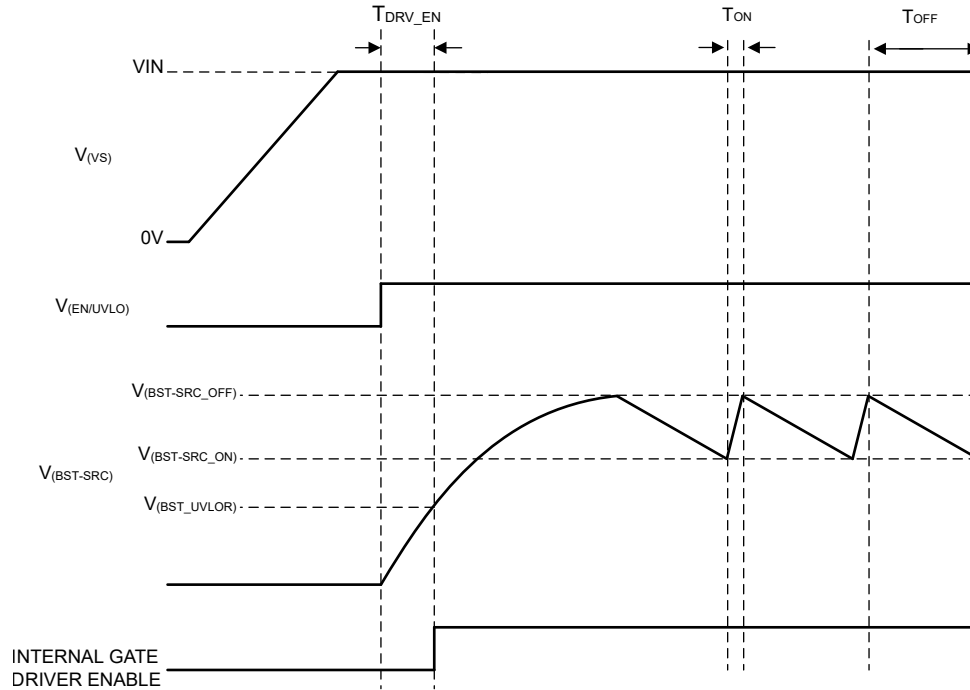 TDRV_EN
TON
TOFF
VIN
V(VS)
0V
V(EN/UVLO)
V(BST-SRC_OFF)
V(BST-SRC_ON)
V(BST-SRC)
V(BST_UVLOR)
INTERNAL GATE
DRIVER ENABLE